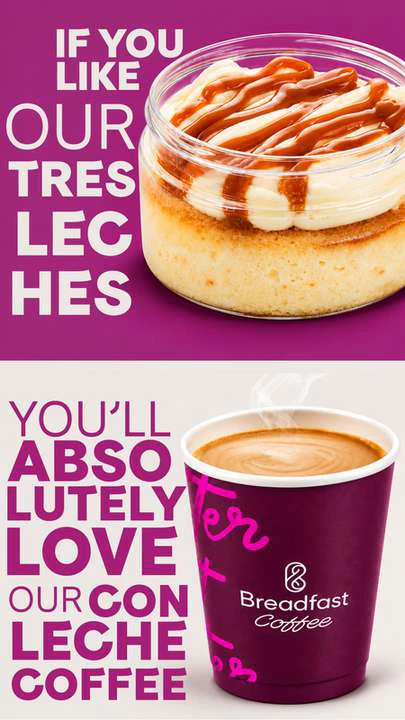 IF YOU
LIKE
OUR
TRES
LEC
HES
YOU'LL
ABSO
LUTELY
LOVE
OUR CON
LECHE
COFFEE
Breadfast
Coffee